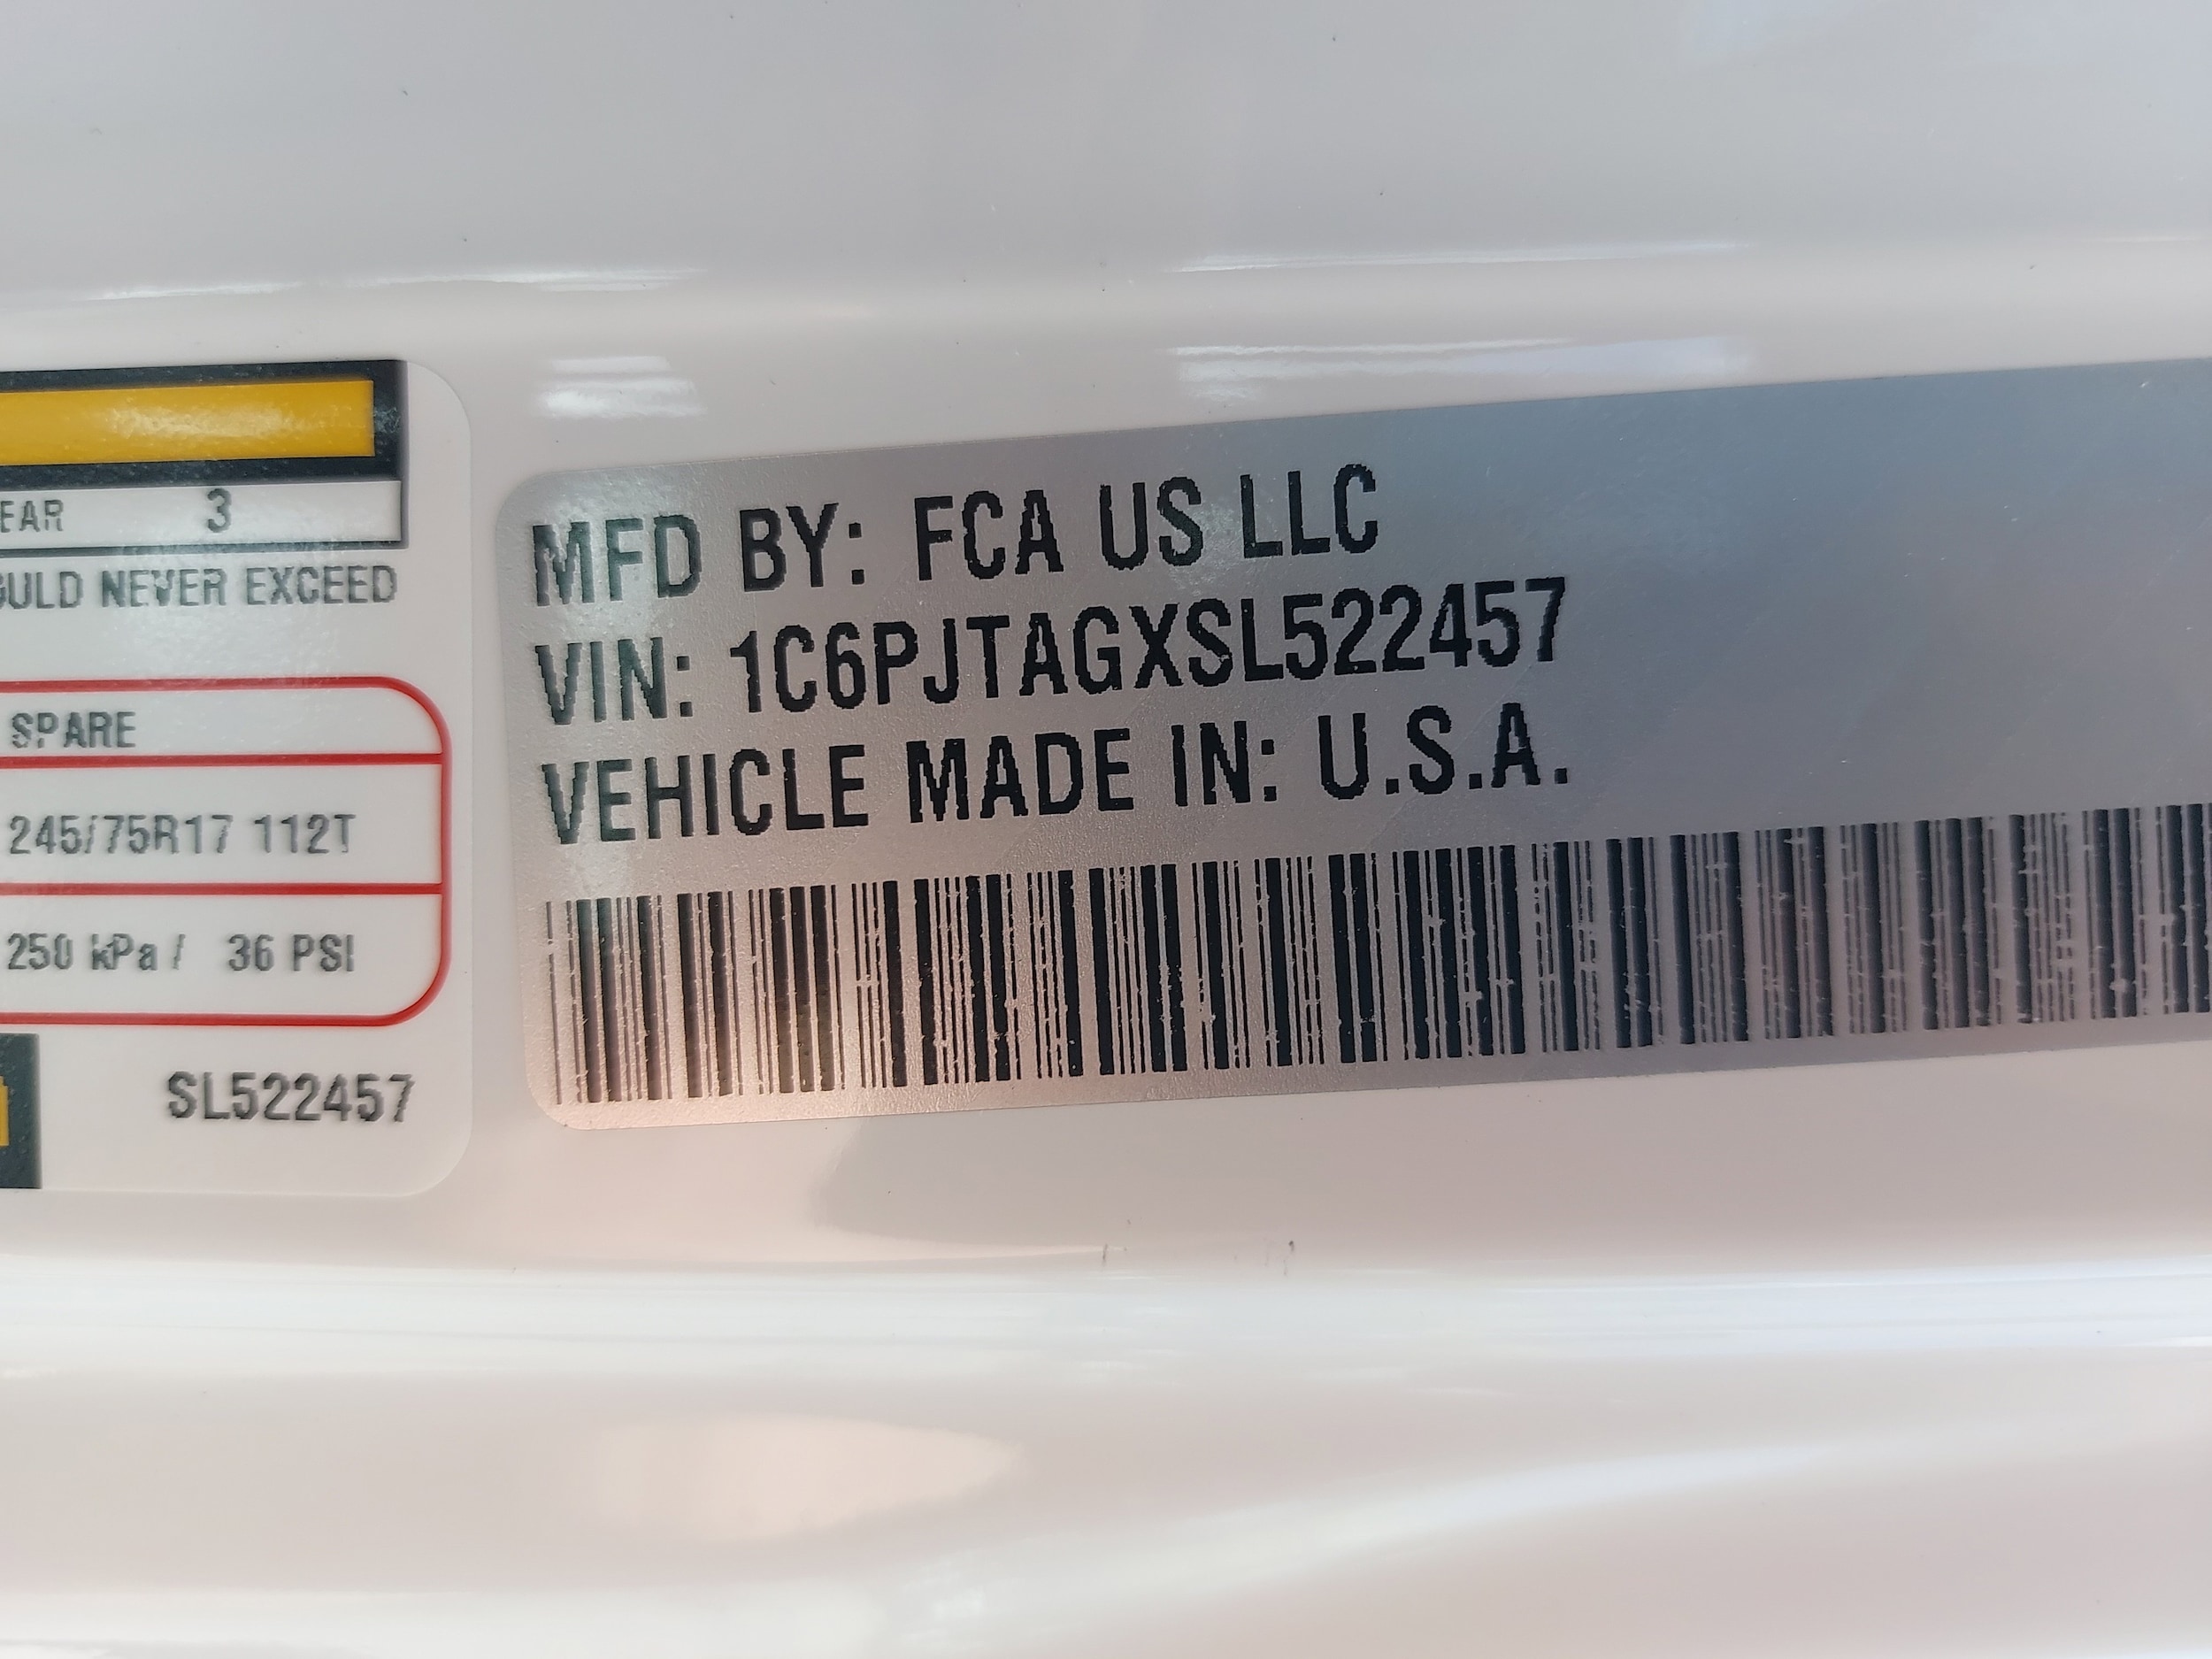 EAR 3
OULD NEVER EXCEED
SPARE
245/75R17 112T
250 kPa / 36 PSI
SL522457
MFD BY: FCA US LLC
VIN: 1C6PJTAGXSL522457
VEHICLE MADE IN: U.S.A.